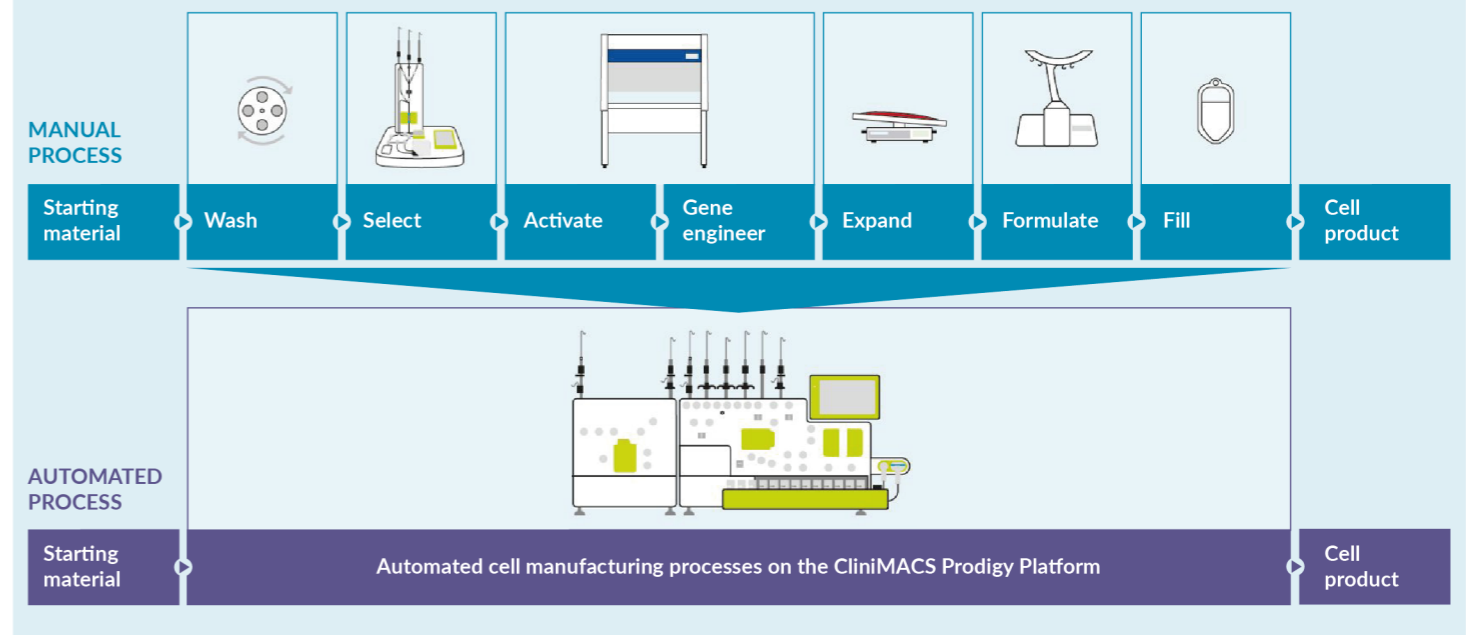 MANUAL
PROCESS
Starting
material
Wash
Select
Activate
Gene
engineer
Expand
Formulate
Fill
Cell
product
AUTOMATED
PROCESS
Starting
material
Automated cell manufacturing processes on the CliniMACS Prodigy Platform
Cell
product